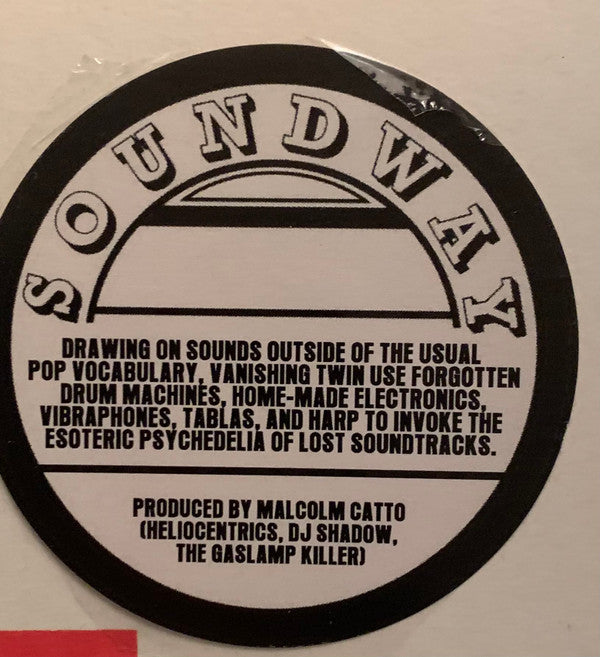 SOUNDWAY
DRAWING ON SOUNDS OUTSIDE OF THE USUAL
POP VOCABULARY, VANISHING TWIN USE FORGOTTEN
DRUM MACHINES, HOME-MADE ELECTRONICS,
VIBRAPHONES, TABLAS, AND HARP TO INVOKE THE
ESOTERIC PSYCHEDELIA OF LOST SOUNDTRACKS.
PRODUCED BY MALCOLM CATTO
(HELIOCENTRICS, DJ SHADOW,
THE GASLAMP KILLER)